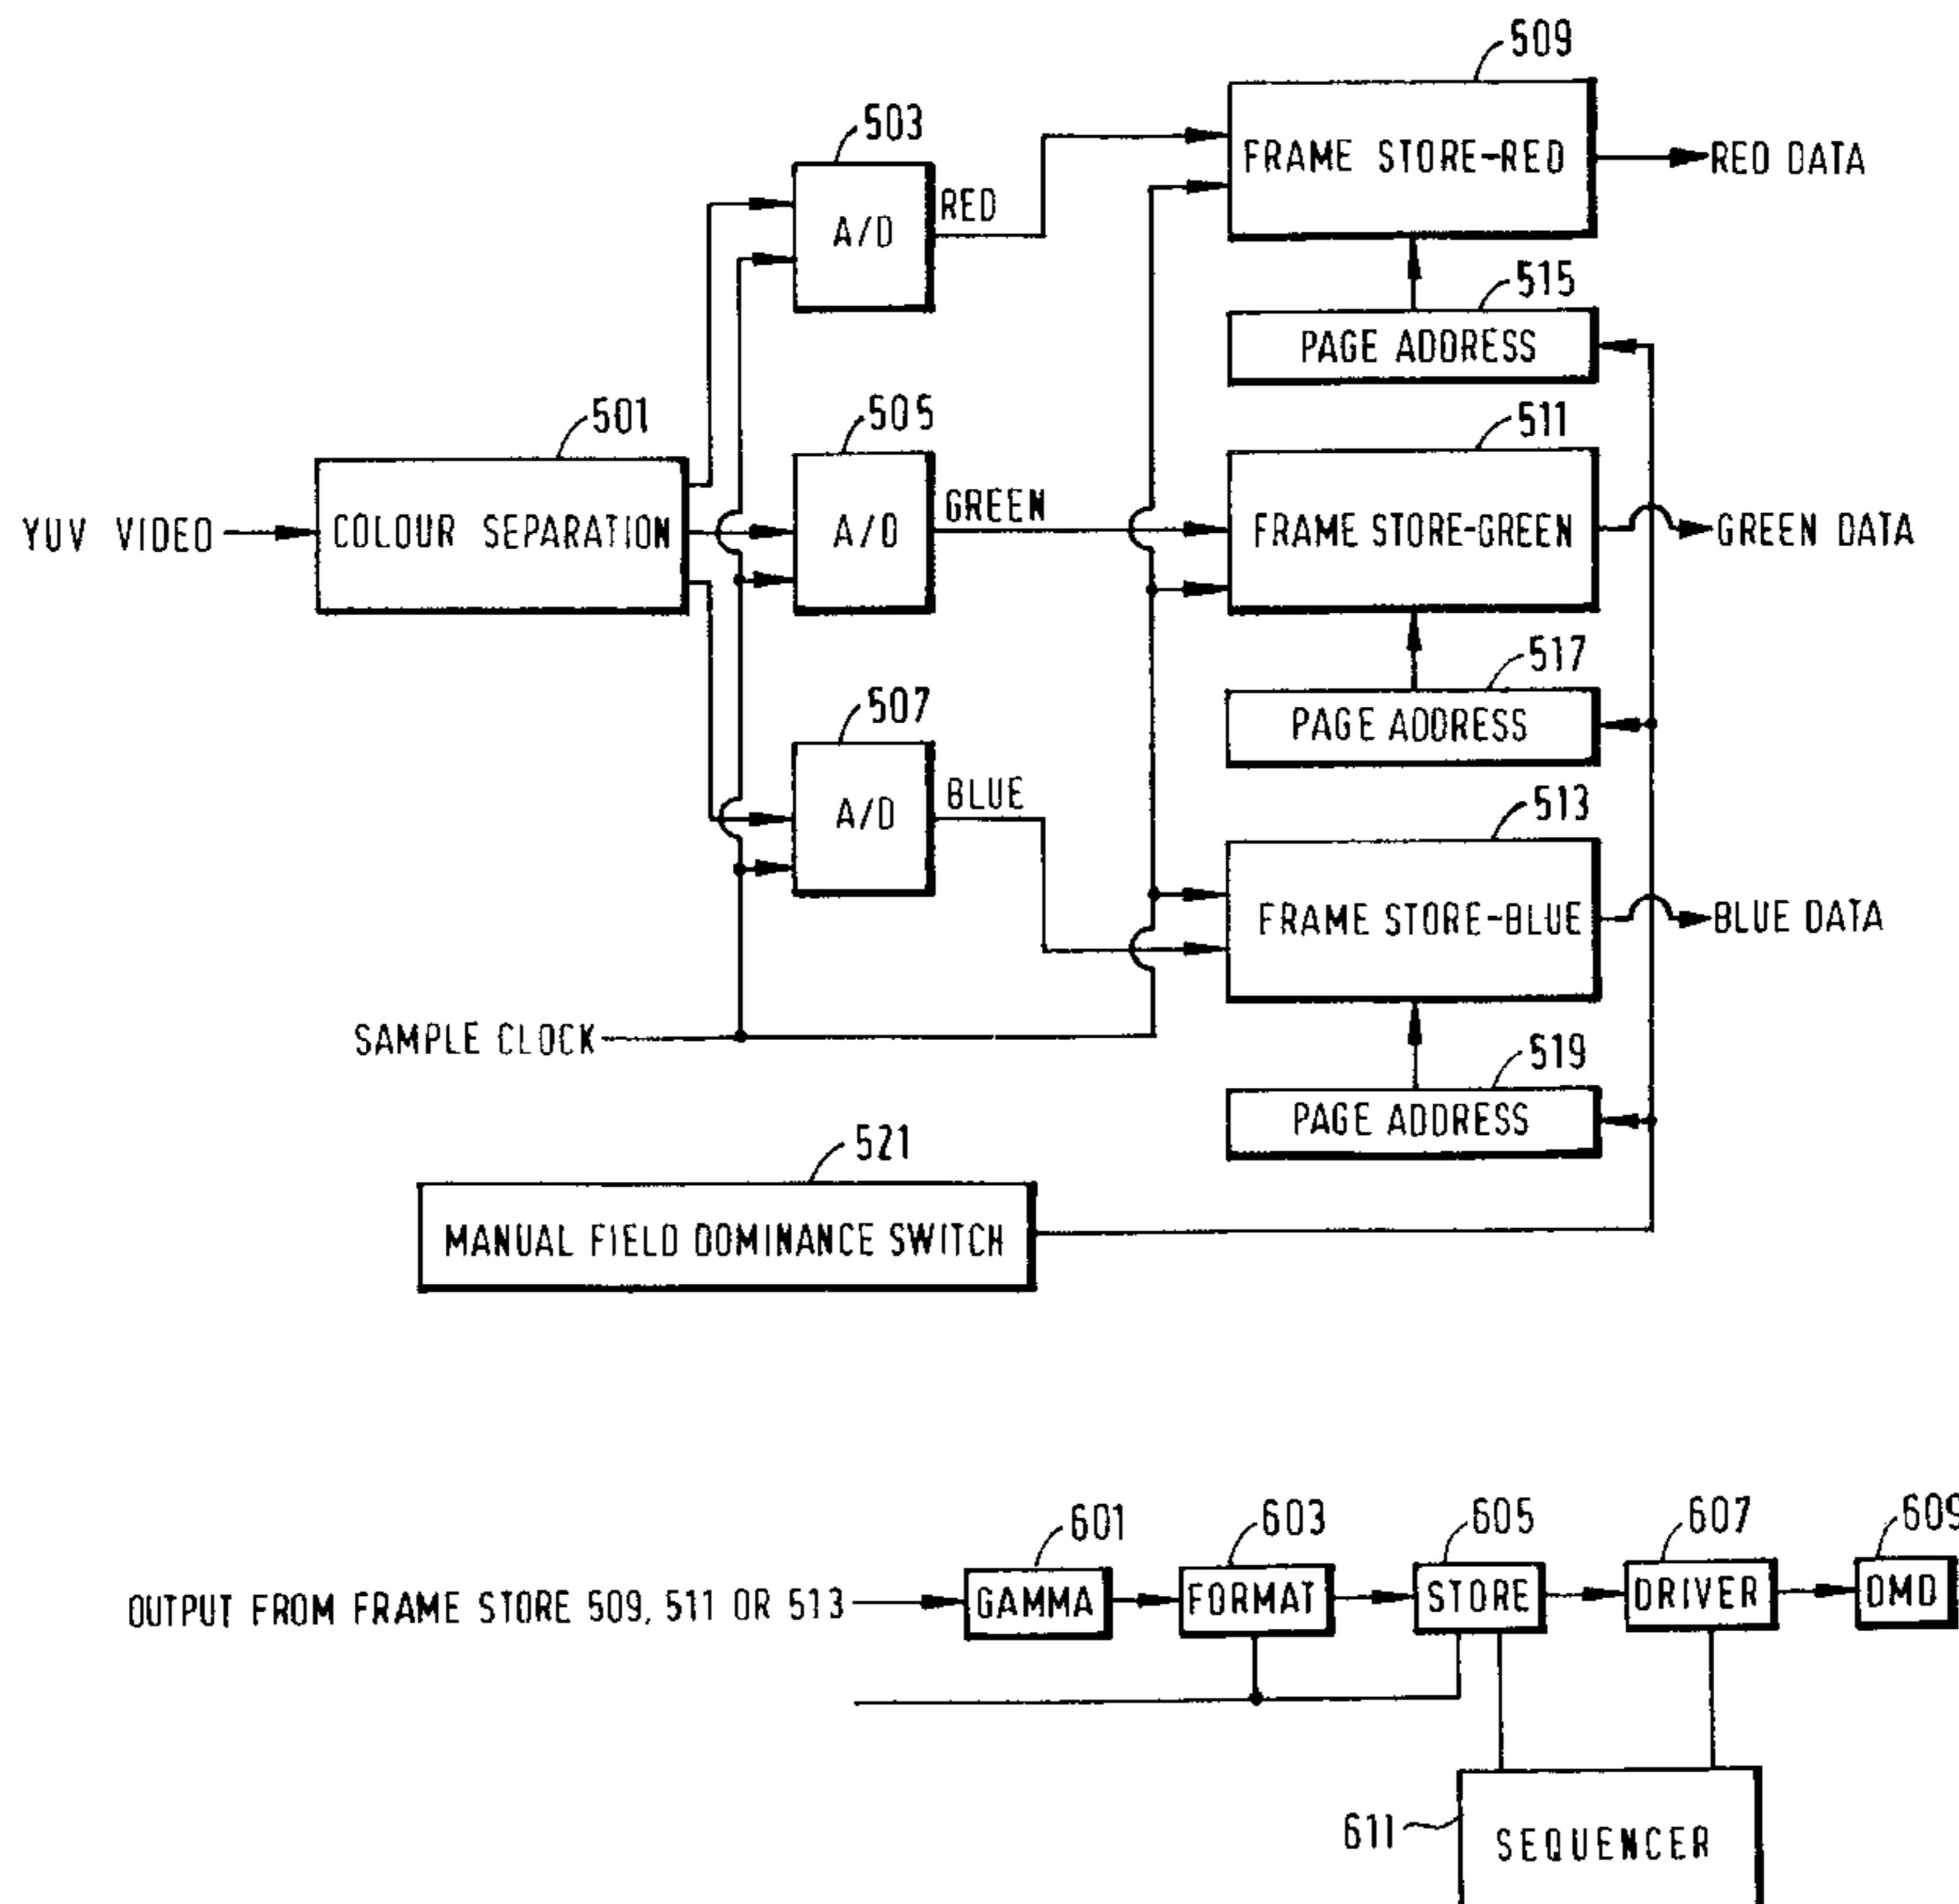 509
503
FRAME STORE-RED
RED DATA
RED
A/D
515
PAGE ADDRESS
501
505
511
GREEN
YUV VIDEO
COLOUR SEPARATION
A/D
FRAME STORE-GREEN
GREEN DATA
517
507
PAGE ADDRESS
BLUE
513
A/D
FRAME STORE-BLUE
BLUE DATA
SAMPLE CLOCK
519
PAGE ADDRESS
521
MANUAL FIELD DOMINANCE SWITCH
601
603
605
607
609
OUTPUT FROM FRAME STORE 509, 511 OR 513
GAMMA
FORMAT
STORE
DRIVER
DMD
611
SEQUENCER